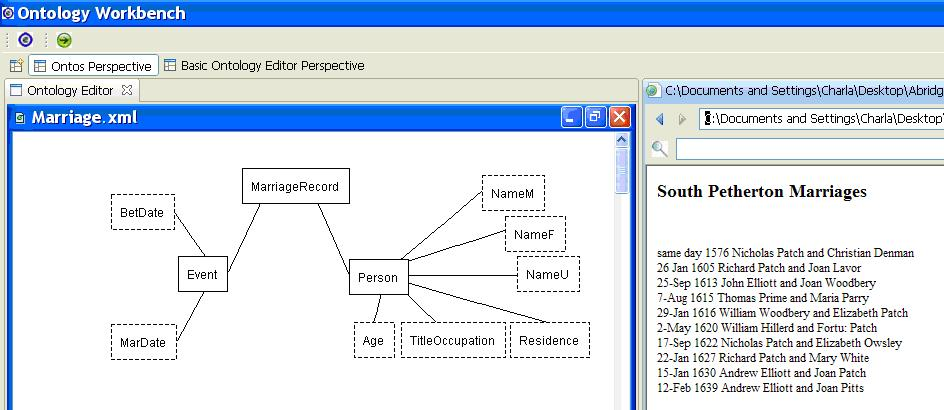 Ontology Workbench
Ontos Perspective Basic Ontology Editor Perspective
Ontology Editor
Marriage.xml
MarriageRecord
BetDate
Event
MarDate
Person
NameM
NameF
NameU
Age
TitleOccupation
Residence
C:\Documents and Settings\Charla\Desktop\Abridg
C:\Documents and Settings\Charla\Desktop
South Petherton Marriages
same day 1576 Nicholas Patch and Christian Denman
26 Jan 1605 Richard Patch and Joan Lavor
25-Sep 1613 John Elliott and Joan Woodbery
7-Aug 1615 Thomas Prime and Maria Parry
29-Jan 1616 William Woodbery and Elizabeth Patch
2-May 1620 William Hillerd and Fortu: Patch
17-Sep 1622 Nicholas Patch and Elizabeth Owsley
22-Jan 1627 Richard Patch and Mary White
15-Jan 1630 Andrew Elliott and Joan Patch
12-Feb 1639 Andrew Elliott and Joan Pitts